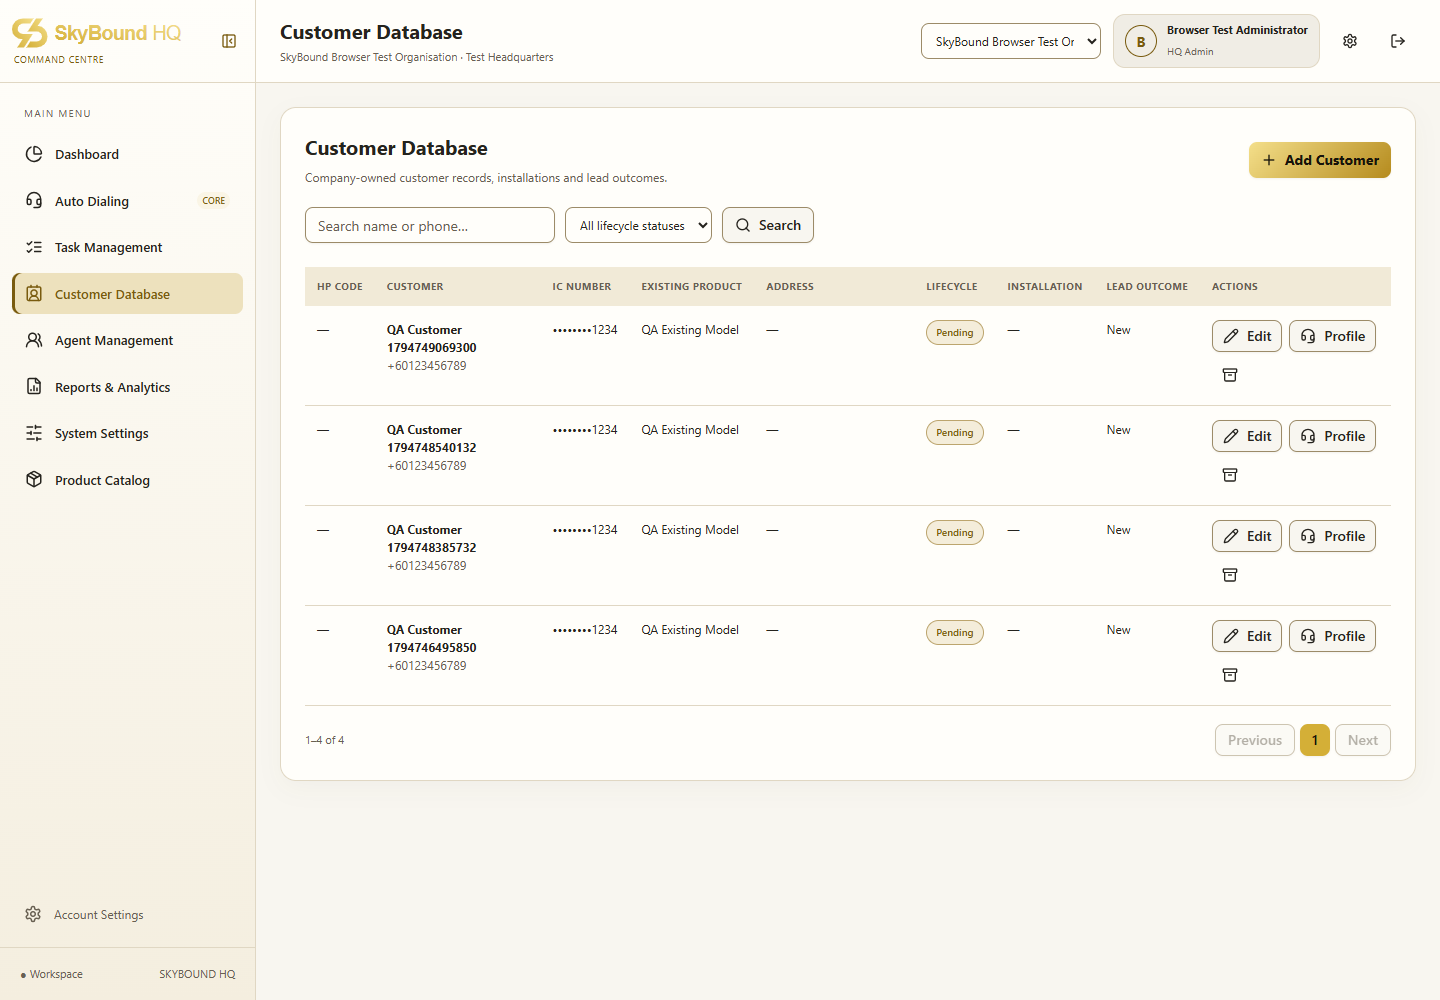 SkyBound HQ
COMMAND CENTRE
Customer Database
SkyBound Browser Test Organisation · Test Headquarters
SkyBound Browser Test Or
B
Browser Test Administrator
HQ Admin
MAIN MENU
Dashboard
Auto Dialing CORE
Task Management
Customer Database
Agent Management
Reports & Analytics
System Settings
Product Catalog
Account Settings
Workspace SKYBOUND HQ
Customer Database
Company-owned customer records, installations and lead outcomes.
+ Add Customer
Search name or phone...
All lifecycle statuses
Search
HP CODE CUSTOMER IC NUMBER EXISTING PRODUCT ADDRESS LIFECYCLE INSTALLATION LEAD OUTCOME ACTIONS
— QA Customer ••••••••1234 QA Existing Model — Pending — New Edit Profile
1794749069300
+60123456789
— QA Customer ••••••••1234 QA Existing Model — Pending — New Edit Profile
1794748540132
+60123456789
— QA Customer ••••••••1234 QA Existing Model — Pending — New Edit Profile
1794748385732
+60123456789
— QA Customer ••••••••1234 QA Existing Model — Pending — New Edit Profile
1794746495850
+60123456789
1–4 of 4
Previous 1 Next